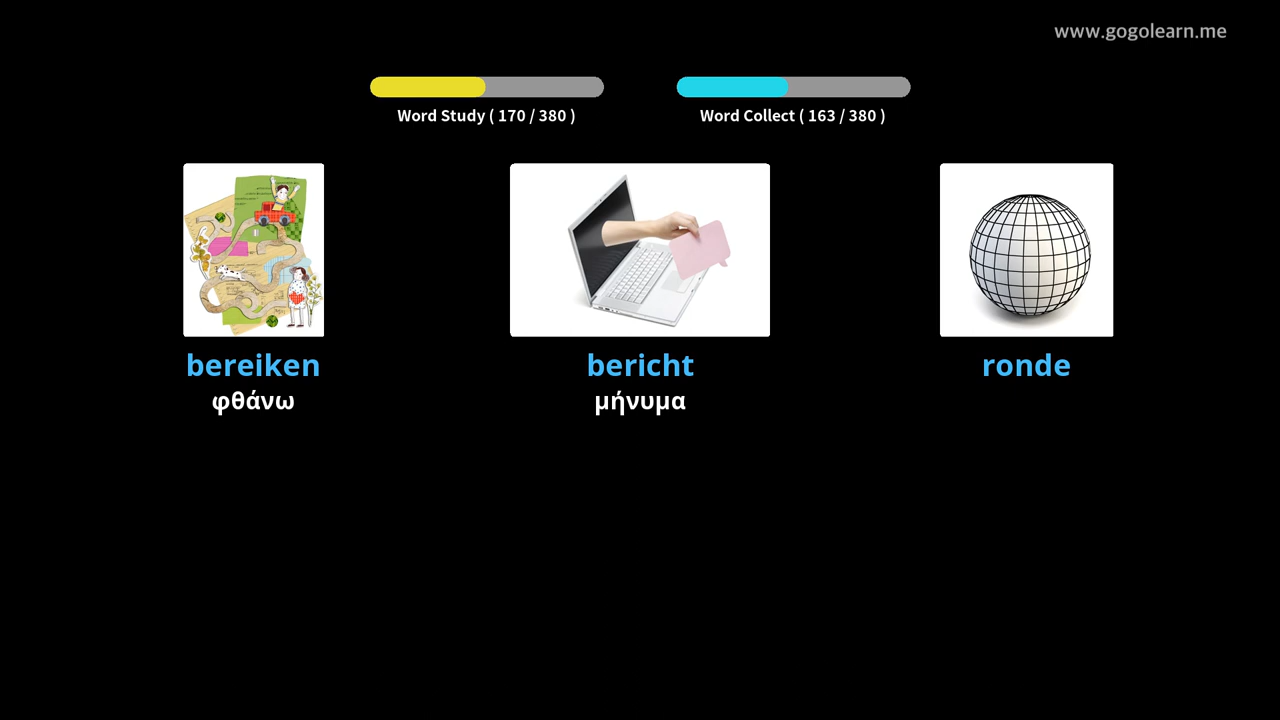 www.gogolearn.me
Word Study ( 170 / 380 )
Word Collect ( 163 / 380 )
bereiken
φθάνω
bericht
μήνυμα
ronde